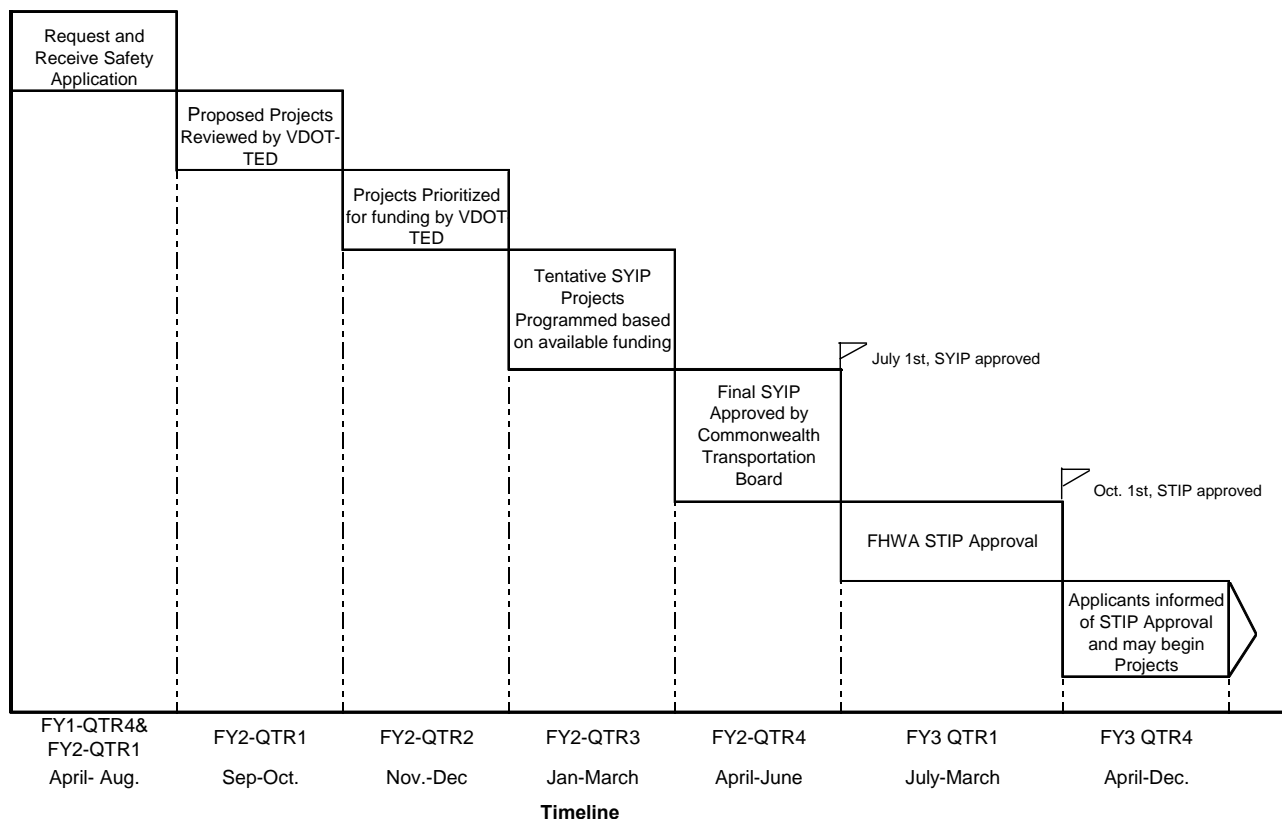 Request and
Receive Safety
Application
Proposed Projects
Reviewed by VDOT-
TED
Projects Prioritized
for funding by VDOT
TED
Tentative SYIP
Projects
Programmed based
on available funding
July 1st, SYIP approved
Final SYIP
Approved by
Commonwealth
Transportation
Board
Oct. 1st, STIP approved
FHWA STIP Approval
Applicants informed
of STIP Approval
and may begin
Projects
FY1-QTR4&
FY2-QTR1
April- Aug.
FY2-QTR1
Sep-Oct.
FY2-QTR2
Nov.-Dec
FY2-QTR3
Jan-March
FY2-QTR4
April-June
FY3 QTR1
July-March
FY3 QTR4
April-Dec.
Timeline